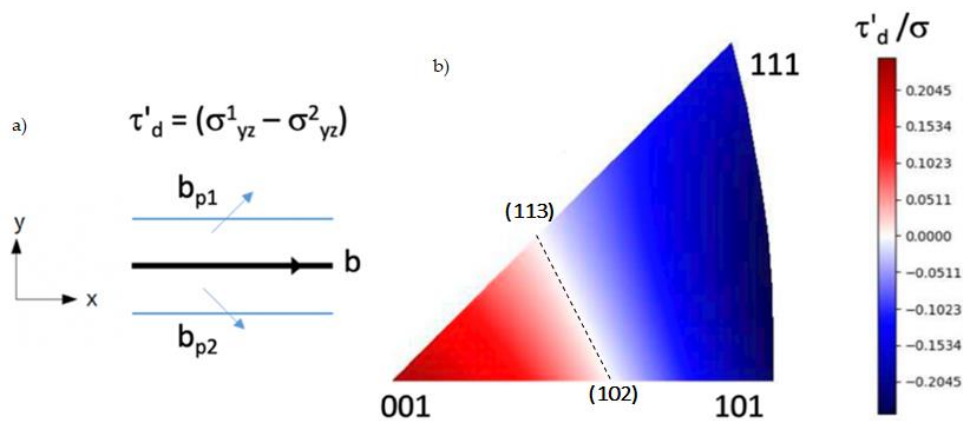 a)
τ'd = (σ¹yz – σ²yz)
bp1
y
b
x
bp2
b)
111
(113)
001
(102)
101
τ'd /σ
0.2045
0.1534
0.1023
0.0511
0.0000
−0.0511
−0.1023
−0.1534
−0.2045